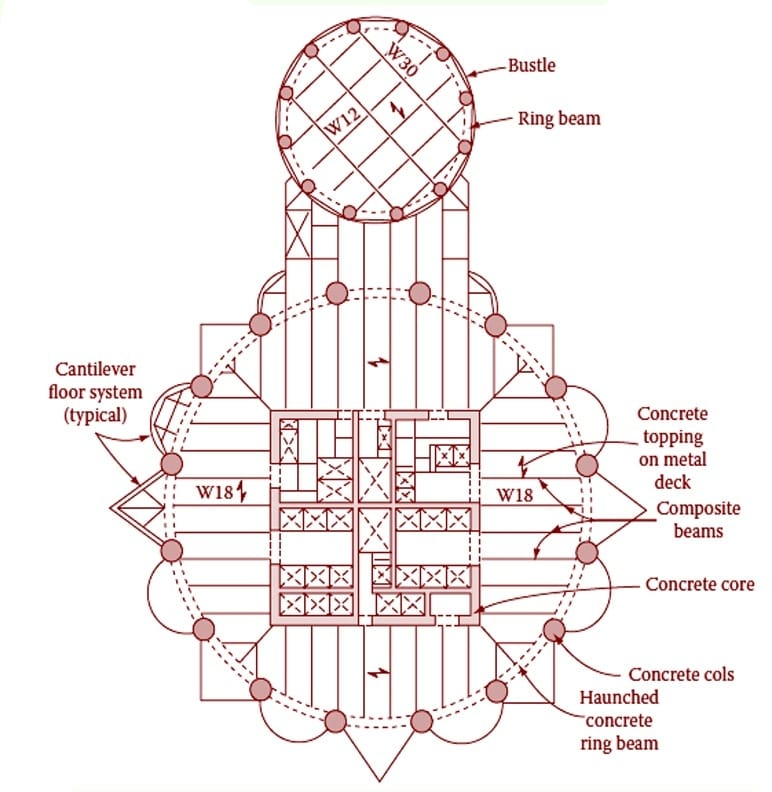 W30
Bustle
W12
Ring beam
Cantilever
floor system
(typical)
Concrete
topping
on metal
deck
W18
W18
Composite
beams
Concrete core
Concrete cols
Haunched
concrete
ring beam